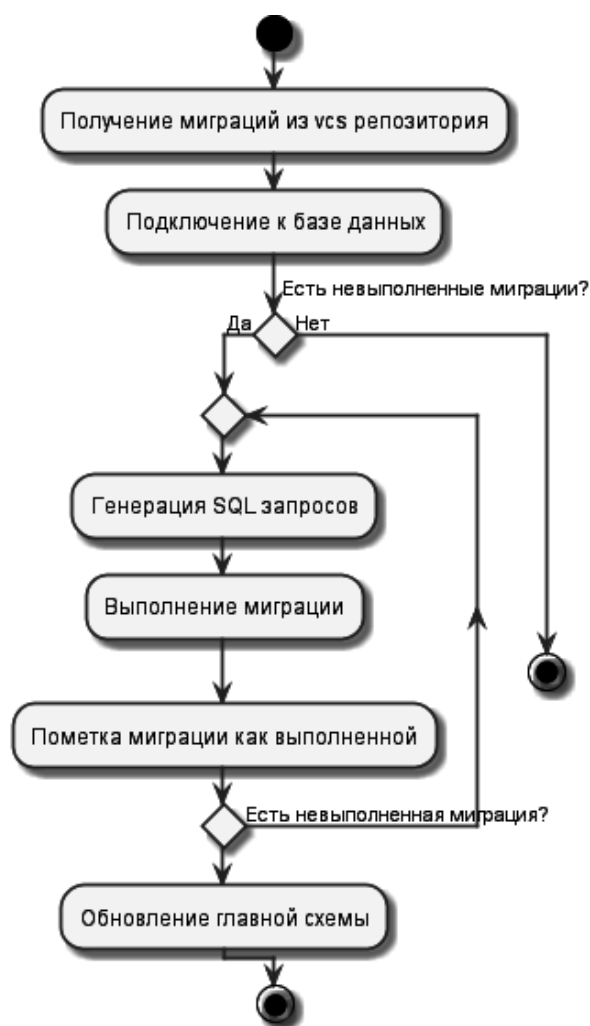 Получение миграций из vcs репозитория
Подключение к базе данных
Есть невыполненные миграции?
Да
Нет
Генерация SQL запросов
Выполнение миграции
Пометка миграции как выполненной
Есть невыполненная миграция?
Обновление главной схемы